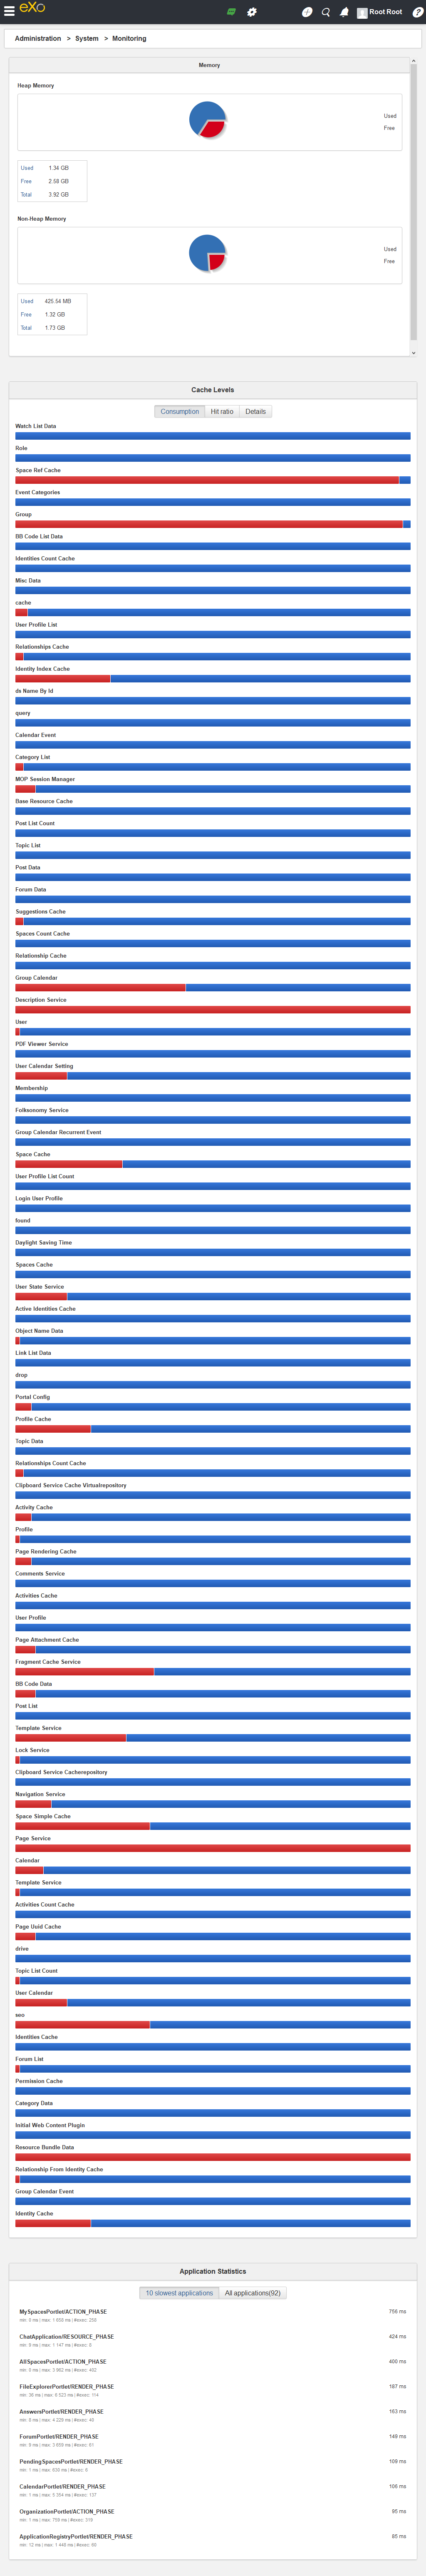 eXo
Root Root
Administration > System > Monitoring
Memory
Heap Memory
Used
Free
Used 1.34 GB
Free 2.58 GB
Total 3.92 GB
Non-Heap Memory
Used
Free
Used 425.54 MB
Free 1.32 GB
Total 1.73 GB
Cache Levels
Consumption Hit ratio Details
Watch List Data
Role
Space Ref Cache
Event Categories
Group
BB Code List Data
Identities Count Cache
Misc Data
cache
User Profile List
Relationships Cache
Identity Index Cache
ds Name By Id
query
Calendar Event
Category List
MOP Session Manager
Base Resource Cache
Post List Count
Topic List
Post Data
Forum Data
Suggestions Cache
Spaces Count Cache
Relationship Cache
Group Calendar
Description Service
User
PDF Viewer Service
User Calendar Setting
Membership
Folksonomy Service
Group Calendar Recurrent Event
Space Cache
User Profile List Count
Login User Profile
found
Daylight Saving Time
Spaces Cache
User State Service
Active Identities Cache
Object Name Data
Link List Data
drop
Portal Config
Profile Cache
Topic Data
Relationships Count Cache
Clipboard Service Cache Virtualrepository
Activity Cache
Profile
Page Rendering Cache
Comments Service
Activities Cache
User Profile
Page Attachment Cache
Fragment Cache Service
BB Code Data
Post List
Template Service
Lock Service
Clipboard Service Cacherepository
Navigation Service
Space Simple Cache
Page Service
Calendar
Template Service
Activities Count Cache
Page Uuid Cache
drive
Topic List Count
User Calendar
seo
Identities Cache
Forum List
Permission Cache
Category Data
Initial Web Content Plugin
Resource Bundle Data
Relationship From Identity Cache
Group Calendar Event
Identity Cache
Application Statistics
10 slowest applications All applications(92)
MySpacesPortlet/ACTION_PHASE 756 ms
min: 0 ms | max: 1 658 ms | #exec: 258
ChatApplication/RESOURCE_PHASE 424 ms
min: 9 ms | max: 1 147 ms | #exec: 8
AllSpacesPortlet/ACTION_PHASE 400 ms
min: 0 ms | max: 3 962 ms | #exec: 402
FileExplorerPortlet/RENDER_PHASE 187 ms
min: 36 ms | max: 6 523 ms | #exec: 114
AnswersPortlet/RENDER_PHASE 163 ms
min: 8 ms | max: 4 229 ms | #exec: 40
ForumPortlet/RENDER_PHASE 149 ms
min: 8 ms | max: 3 659 ms | #exec: 61
PendingSpacesPortlet/RENDER_PHASE 109 ms
min: 1 ms | max: 635 ms | #exec: 6
CalendarPortlet/RENDER_PHASE 106 ms
min: 1 ms | max: 5 354 ms | #exec: 137
OrganizationPortlet/ACTION_PHASE 95 ms
min: 1 ms | max: 759 ms | #exec: 319
ApplicationRegistryPortlet/RENDER_PHASE 85 ms
min: 12 ms | max: 1 448 ms | #exec: 60